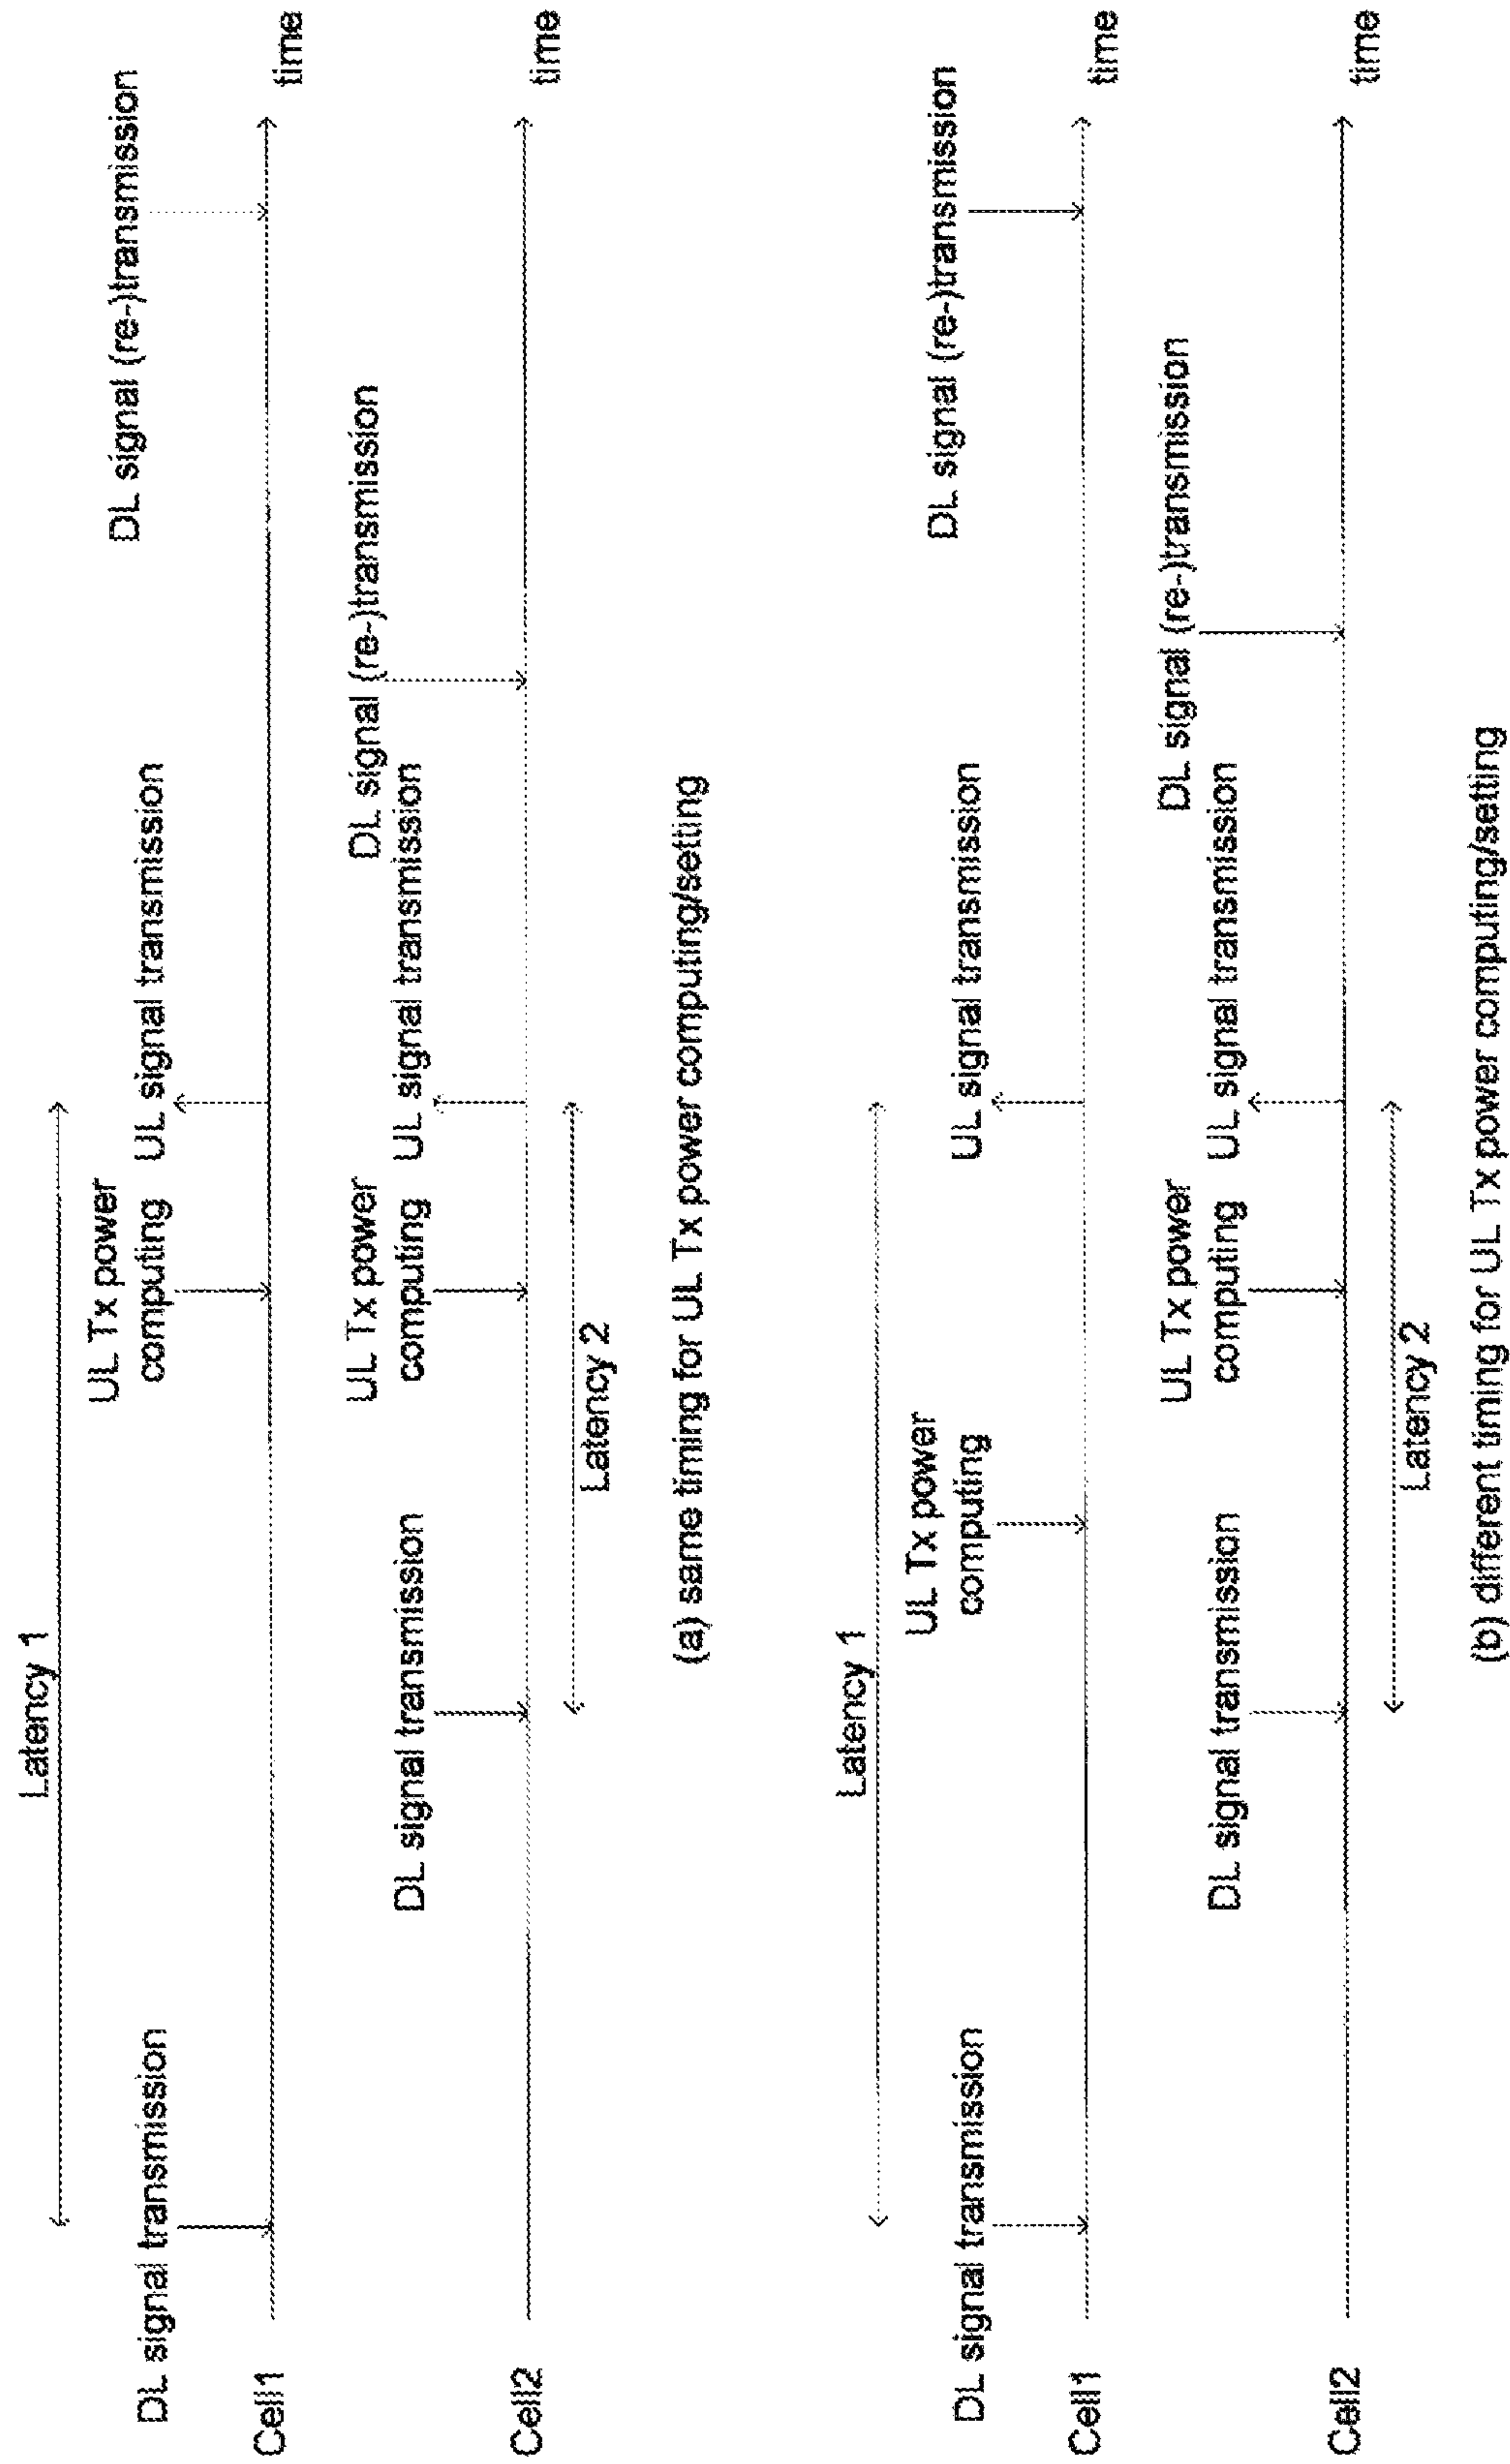 Latency 1
DL signal transmission
UL Tx power
computing
UL signal transmission
DL signal (re-)transmission
Cell1
time
DL signal transmission
UL Tx power
computing
UL signal transmission
DL signal (re-)transmission
Cell2
time
Latency 2
(a) same timing for UL Tx power computing/setting
Latency 1
DL signal transmission
UL Tx power
computing
UL signal transmission
DL signal (re-)transmission
Cell1
time
DL signal transmission
UL Tx power
computing
UL signal transmission
DL signal (re-)transmission
Cell2
time
Latency 2
(b) different timing for UL Tx power computing/setting